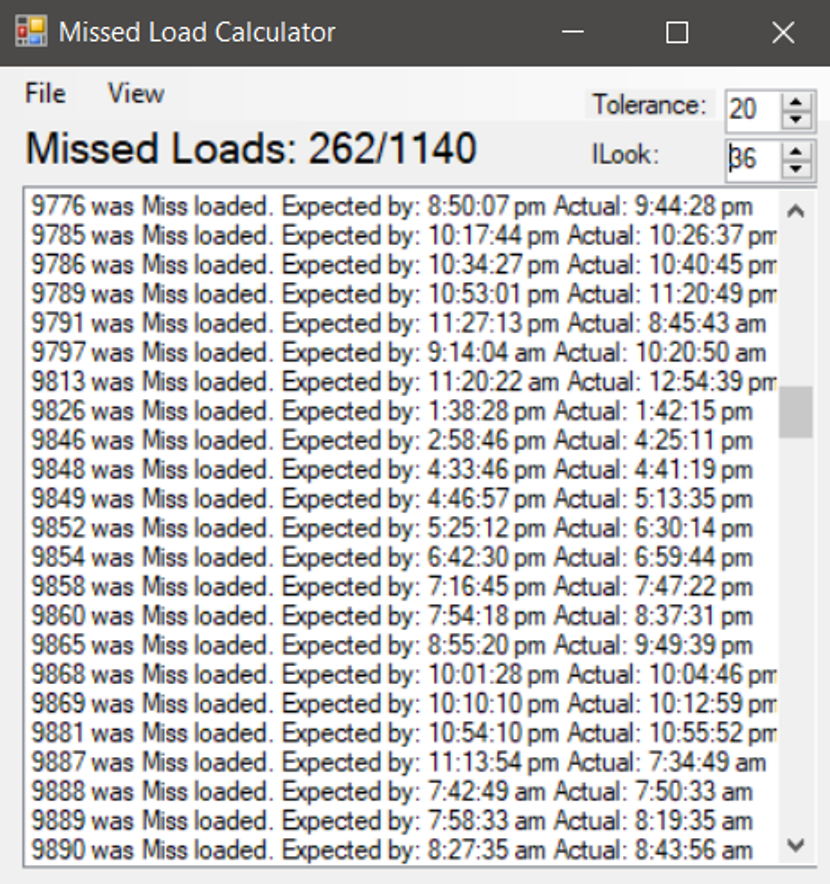 Missed Load Calculator
File View
Tolerance: 20
Missed Loads: 262/1140
ILook: 36
9776 was Miss loaded. Expected by: 8:50:07 pm Actual: 9:44:28 pm
9785 was Miss loaded. Expected by: 10:17:44 pm Actual: 10:26:37 pm
9786 was Miss loaded. Expected by: 10:34:27 pm Actual: 10:40:45 pm
9789 was Miss loaded. Expected by: 10:53:01 pm Actual: 11:20:49 pm
9791 was Miss loaded. Expected by: 11:27:13 pm Actual: 8:45:43 am
9797 was Miss loaded. Expected by: 9:14:04 am Actual: 10:20:50 am
9813 was Miss loaded. Expected by: 11:20:22 am Actual: 12:54:39 pm
9826 was Miss loaded. Expected by: 1:38:28 pm Actual: 1:42:15 pm
9846 was Miss loaded. Expected by: 2:58:46 pm Actual: 4:25:11 pm
9848 was Miss loaded. Expected by: 4:33:46 pm Actual: 4:41:19 pm
9849 was Miss loaded. Expected by: 4:46:57 pm Actual: 5:13:35 pm
9852 was Miss loaded. Expected by: 5:25:12 pm Actual: 6:30:14 pm
9854 was Miss loaded. Expected by: 6:42:30 pm Actual: 6:59:44 pm
9858 was Miss loaded. Expected by: 7:16:45 pm Actual: 7:47:22 pm
9860 was Miss loaded. Expected by: 7:54:18 pm Actual: 8:37:31 pm
9865 was Miss loaded. Expected by: 8:55:20 pm Actual: 9:49:39 pm
9868 was Miss loaded. Expected by: 10:01:28 pm Actual: 10:04:46 pm
9869 was Miss loaded. Expected by: 10:10:10 pm Actual: 10:12:59 pm
9881 was Miss loaded. Expected by: 10:54:10 pm Actual: 10:55:52 pm
9887 was Miss loaded. Expected by: 11:13:54 pm Actual: 7:34:49 am
9888 was Miss loaded. Expected by: 7:42:49 am Actual: 7:50:33 am
9889 was Miss loaded. Expected by: 7:58:33 am Actual: 8:19:35 am
9890 was Miss loaded. Expected by: 8:27:35 am Actual: 8:43:56 am